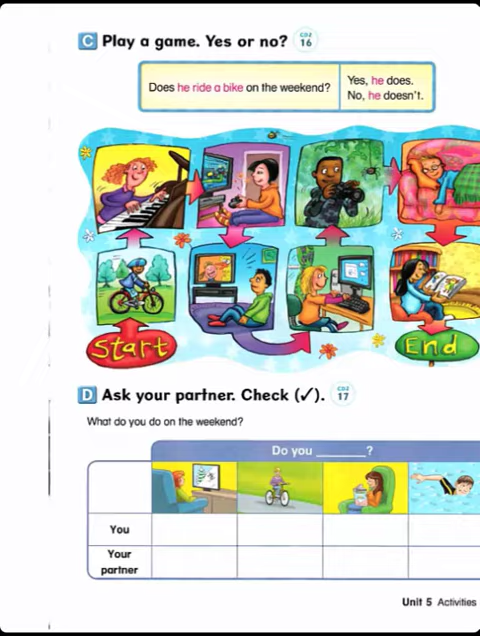 C Play a game. Yes or no? CD2 16
Does he ride a bike on the weekend?
Yes, he does.
No, he doesn't.
Start
End
D Ask your partner. Check (✓). CD2 17
What do you do on the weekend?
Do you ______?
You
Your
partner
Unit 5 Activities